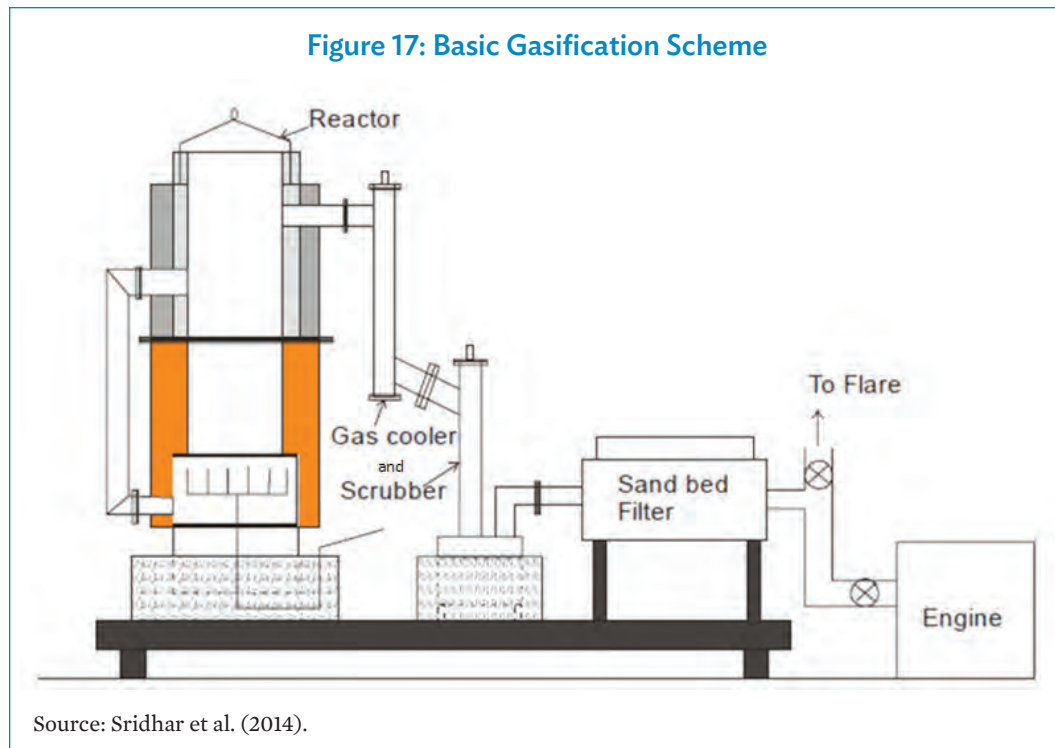 Figure 17: Basic Gasification Scheme
Reactor
To Flare
Gas cooler
and
Scrubber
Sand bed
Filter
Engine
Source: Sridhar et al. (2014).